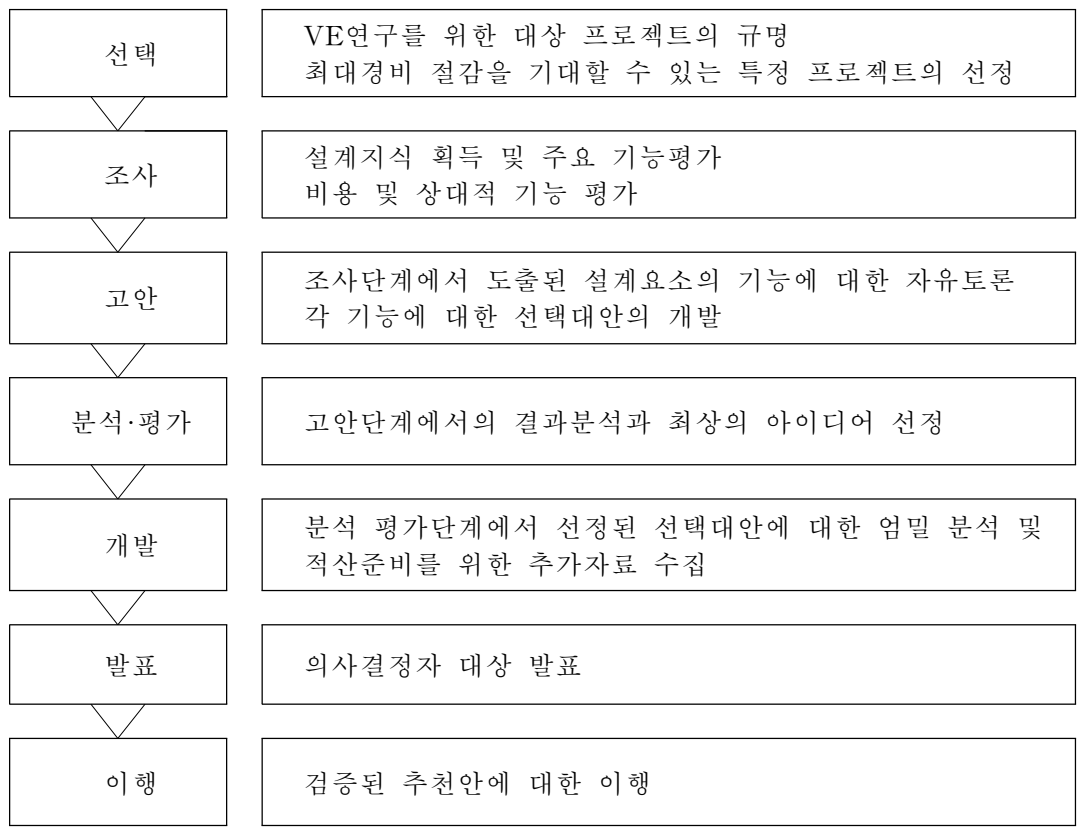 선택
VE연구를 위한 대상 프로젝트의 규명
최대경비 절감을 기대할 수 있는 특정 프로젝트의 선정
조사
설계지식 획득 및 주요 기능평가
비용 및 상대적 기능 평가
고안
조사단계에서 도출된 설계요소의 기능에 대한 자유토론
각 기능에 대한 선택대안의 개발
분석·평가
고안단계에서의 결과분석과 최상의 아이디어 선정
개발
분석 평가단계에서 선정된 선택대안에 대한 엄밀 분석 및
적산준비를 위한 추가자료 수집
발표
의사결정자 대상 발표
이행
검증된 추천안에 대한 이행